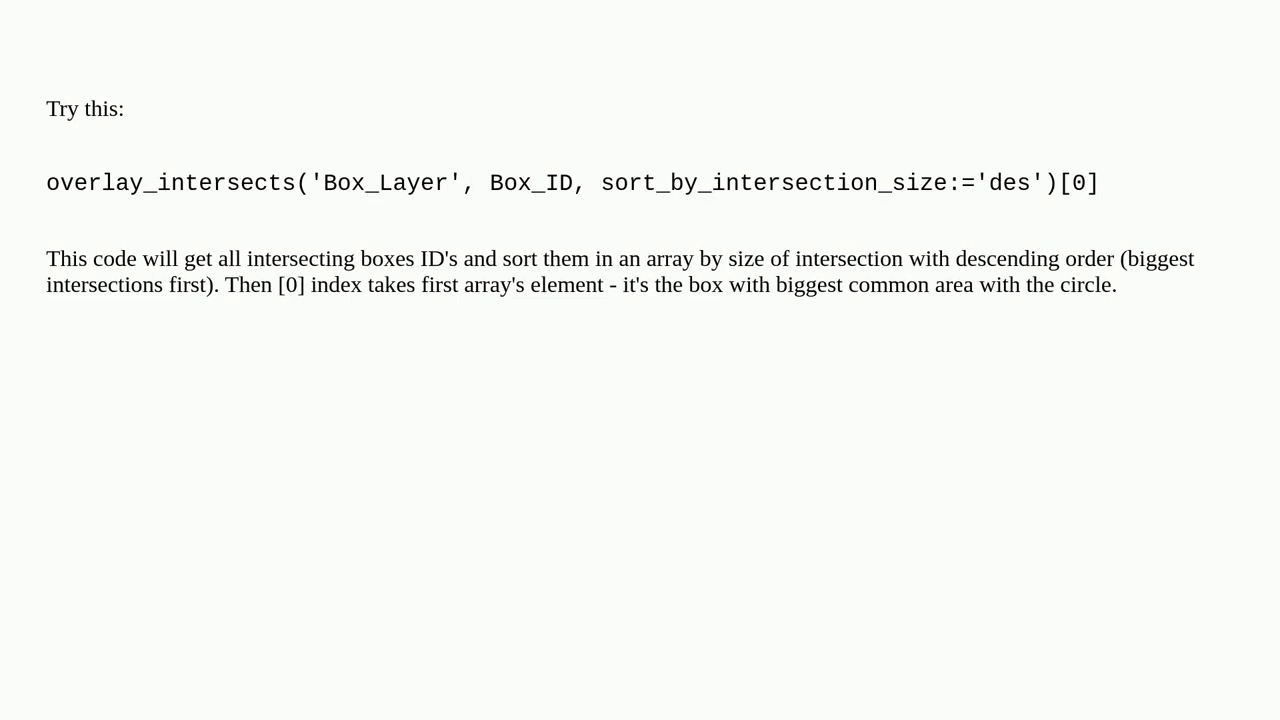 Try this:
overlay_intersects('Box_Layer', Box_ID, sort_by_intersection_size:='des')[0]
This code will get all intersecting boxes ID's and sort them in an array by size of intersection with descending order (biggest
intersections first). Then [0] index takes first array's element - it's the box with biggest common area with the circle.